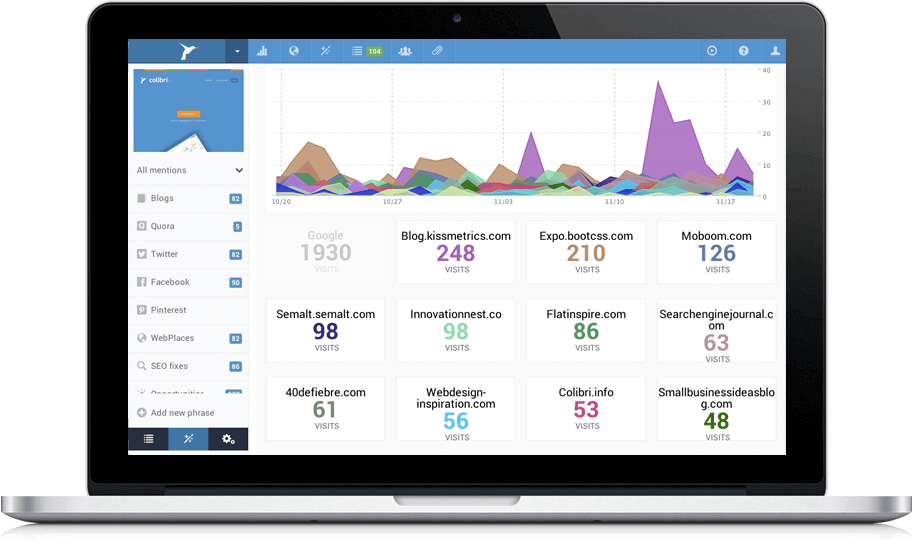 104
colibri
All mentions
Blogs 82
Quora 5
Twitter 82
Facebook 90
Pinterest
WebPlaces 82
SEO fixes 86
Add new phrase
40
30
20
10
0
10/20 10/27 11/03 11/10 11/17
Google
1930
VISITS
Blog.kissmetrics.com
248
VISITS
Expo.bootcss.com
210
VISITS
Moboom.com
126
VISITS
Semalt.semalt.com
98
VISITS
Innovationnest.co
98
VISITS
Flatinspire.com
86
VISITS
Searchenginejournal.c
om
63
VISITS
40defiebre.com
61
VISITS
Webdesign-
inspiration.com
56
VISITS
Colibri.info
53
VISITS
Smallbusinessideasblo
g.com
48
VISITS